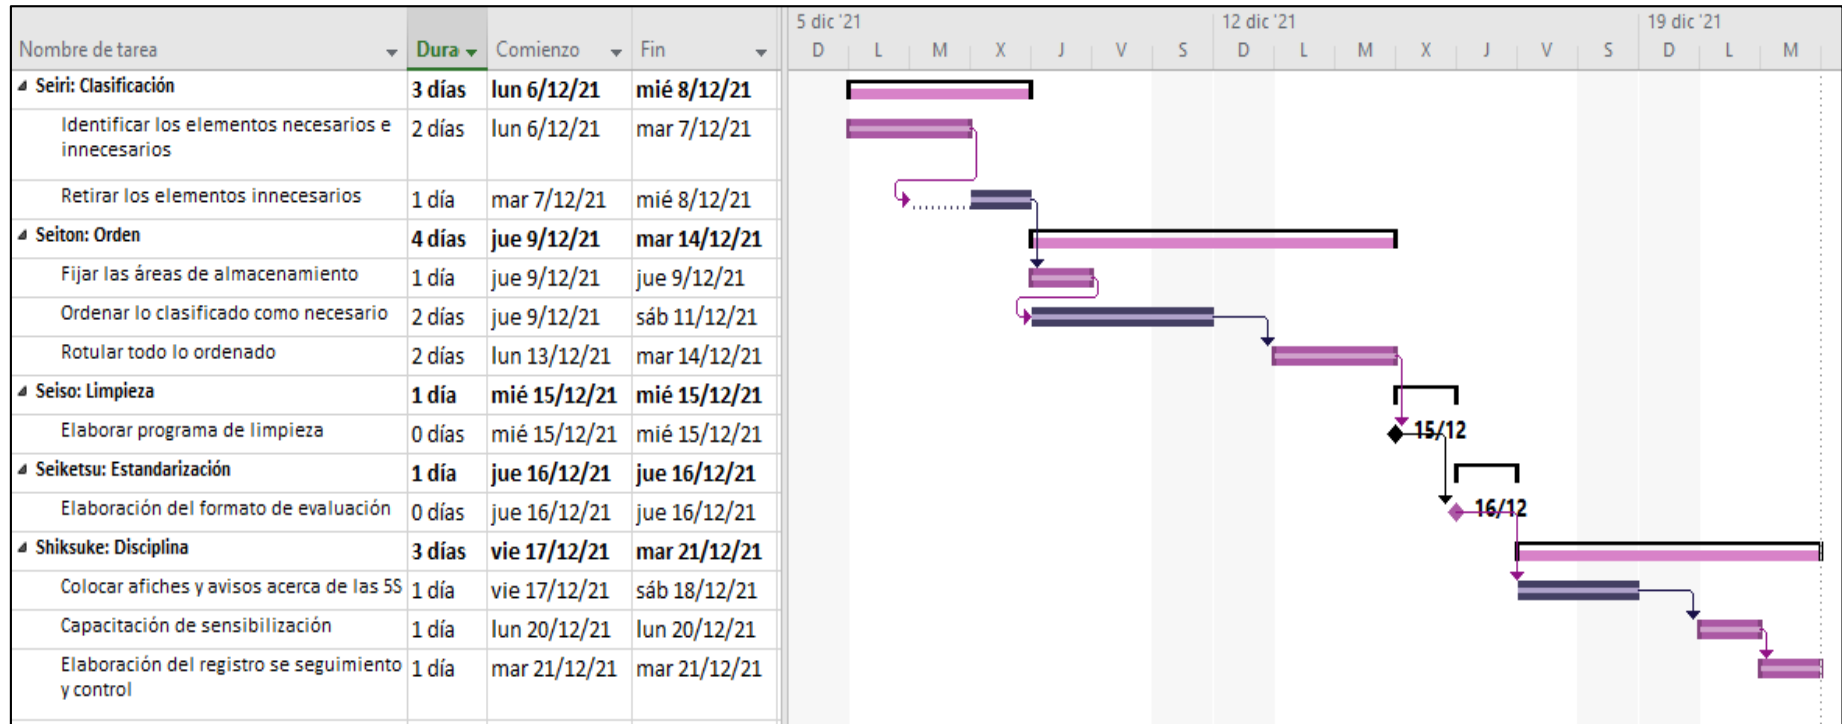 5 dic '21 12 dic '21 19 dic '21
Nombre de tarea Dura Comienzo Fin D L M X J V S D L M X J V S D L M
Seiri: Clasificación 3 días lun 6/12/21 mié 8/12/21
Identificar los elementos necesarios e 2 días lun 6/12/21 mar 7/12/21
innecesarios
Retirar los elementos innecesarios 1 día mar 7/12/21 mié 8/12/21
Seiton: Orden 4 días jue 9/12/21 mar 14/12/21
Fijar las áreas de almacenamiento 1 día jue 9/12/21 jue 9/12/21
Ordenar lo clasificado como necesario 2 días jue 9/12/21 sáb 11/12/21
Rotular todo lo ordenado 2 días lun 13/12/21 mar 14/12/21
Seiso: Limpieza 1 día mié 15/12/21 mié 15/12/21
Elaborar programa de limpieza 0 días mié 15/12/21 mié 15/12/21 15/12
Seiketsu: Estandarización 1 día jue 16/12/21 jue 16/12/21
Elaboración del formato de evaluación 0 días jue 16/12/21 jue 16/12/21 16/12
Shiksuke: Disciplina 3 días vie 17/12/21 mar 21/12/21
Colocar afiches y avisos acerca de las 5S 1 día vie 17/12/21 sáb 18/12/21
Capacitación de sensibilización 1 día lun 20/12/21 lun 20/12/21
Elaboración del registro se seguimiento 1 día mar 21/12/21 mar 21/12/21
y control